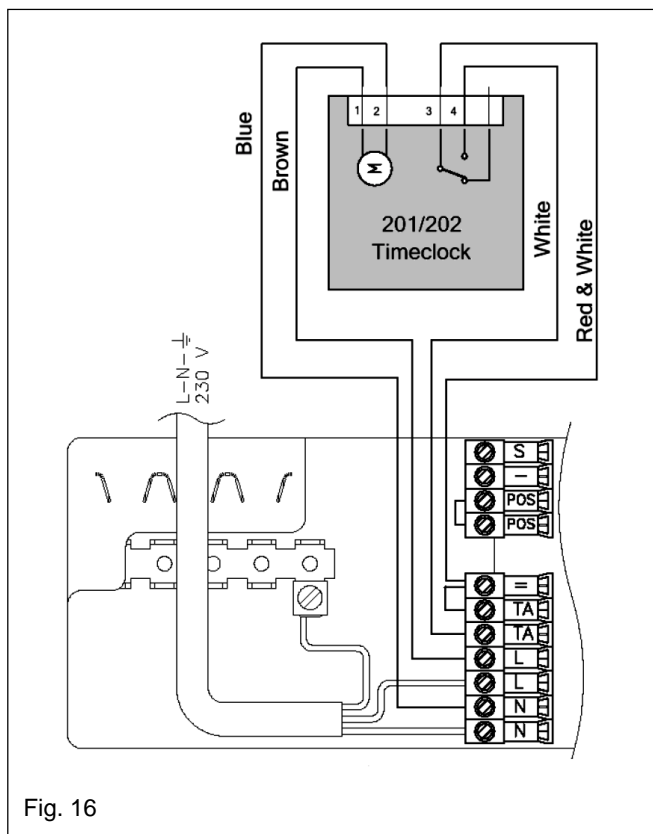 1 2 3 4
M
201/202
Timeclock
Blue
Brown
White
Red & White
L-N-⏚
230 V
S
−
POS
POS
=
TA
TA
L
L
N
N
Fig. 16